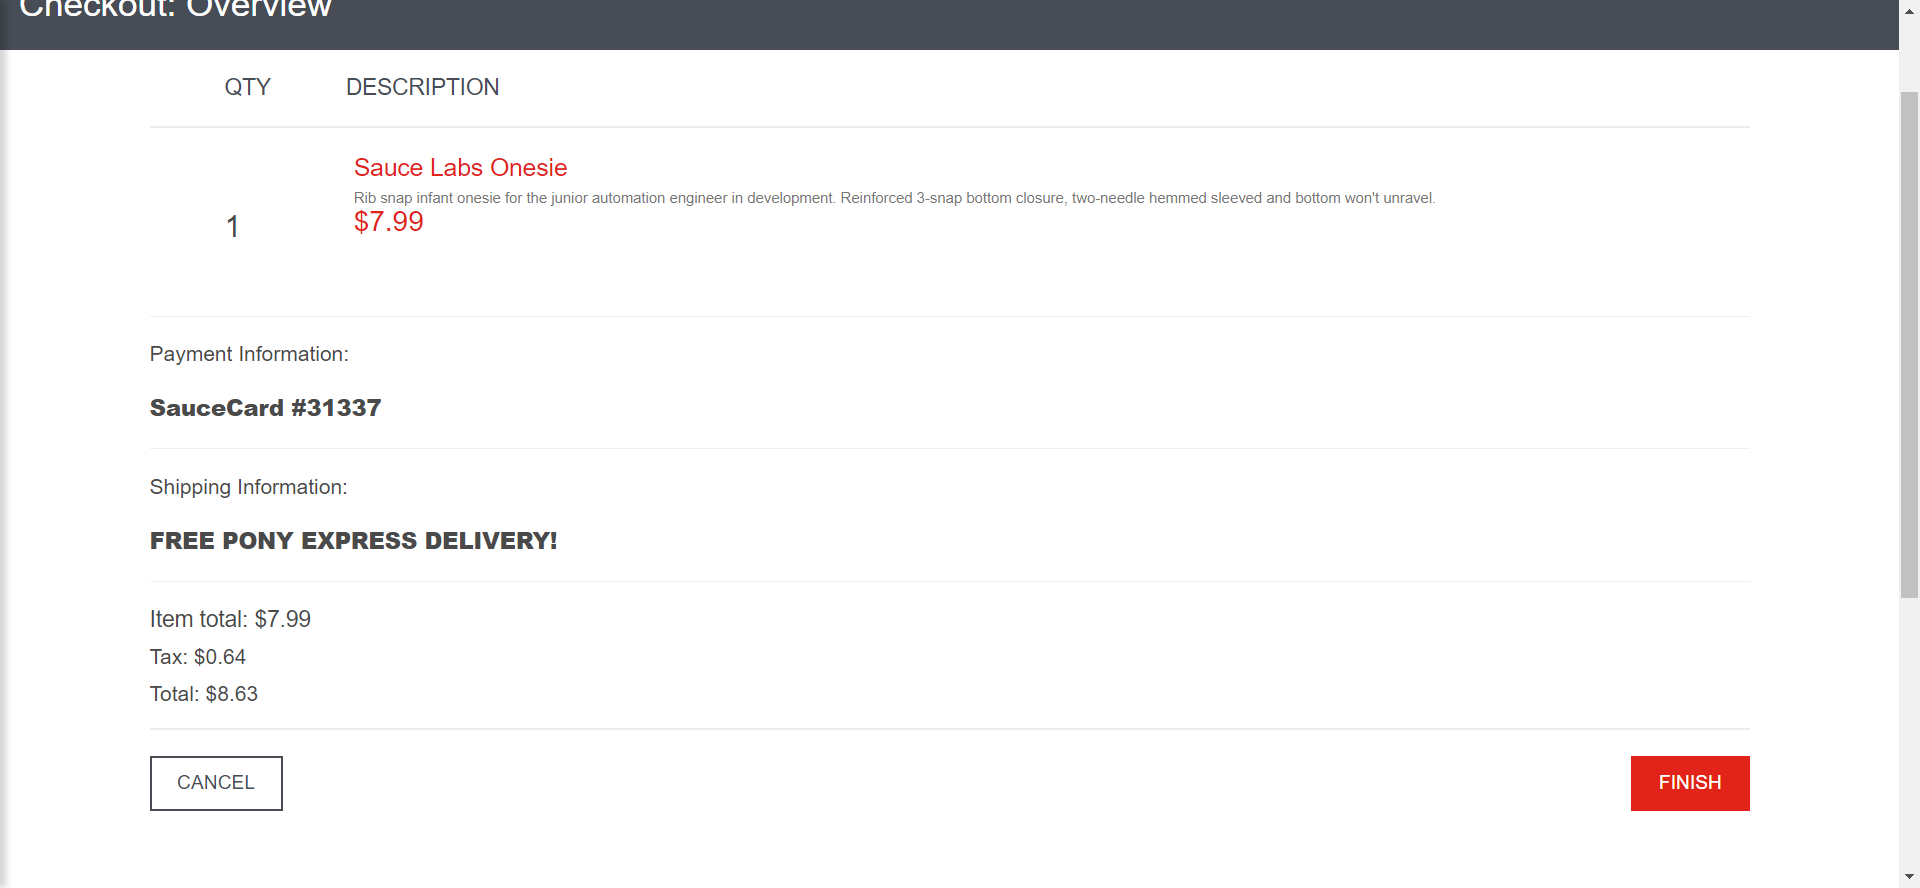 Checkout: Overview
QTY DESCRIPTION
Sauce Labs Onesie
Rib snap infant onesie for the junior automation engineer in development. Reinforced 3-snap bottom closure, two-needle hemmed sleeved and bottom won't unravel.
1 $7.99
Payment Information:
SauceCard #31337
Shipping Information:
FREE PONY EXPRESS DELIVERY!
Item total: $7.99
Tax: $0.64
Total: $8.63
CANCEL FINISH